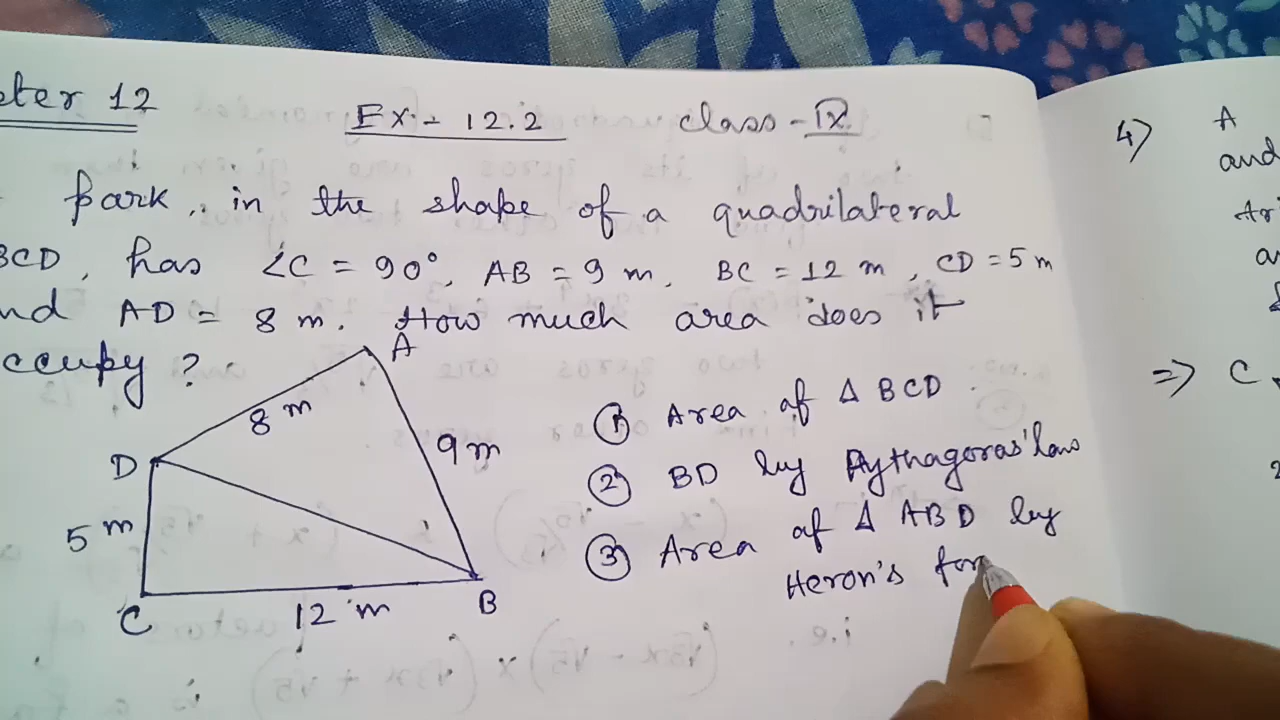 pter 12
Ex - 12.2
class - IX
park, in the shape of a quadrilateral
BCD, has ∠C = 90°, AB = 9 m, BC = 12 m, CD = 5 m
nd AD = 8 m. How much area does it
ccupy ?
A
8 m
9 m
D
5 m
C
12 m
B
① Area of Δ BCD
② BD by Pythagoras' law
③ Area of Δ ABD by
Heron's for
4)
A
and
Ar
a
⇒ C